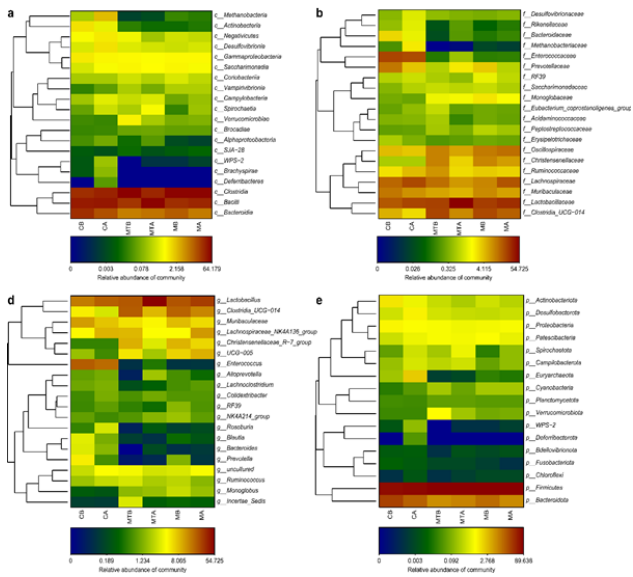 a
c__Methanobacteria
c__Actinobacteria
c__Negativicutes
c__Desulfovibrionia
c__Gammaproteobacteria
c__Saccharimonadia
c__Coriobacteriia
c__Vampirivibrionia
c__Campylobacteria
c__Spirochaetia
c__Verrucomicrobiae
c__Brocadiae
c__Alphaproteobacteria
c__SJA-28
c__WPS-2
c__Brachyspirae
c__Deferribacteres
c__Clostridia
c__Bacilli
c__Bacteroidia
CB CA MTB MTA MB MA
0 0.003 0.078 2.158 64.179
Relative abundance of community
b
f__Desulfovibrionaceae
f__Rikenellaceae
f__Bacteroidaceae
f__Methanobacteriaceae
f__Enterococcaceae
f__Prevotellaceae
f__RF39
f__Saccharimonadaceae
f__Monoglobaceae
f__Eubacterium_coprostanoligenes_group
f__Acidaminococcaceae
f__Peptostreptococcaceae
f__Erysipelotrichaceae
f__Oscillospiraceae
f__Christensenellaceae
f__Ruminococcaceae
f__Lachnospiraceae
f__Muribaculaceae
f__Lactobacillaceae
f__Clostridia_UCG-014
CB CA MTB MTA MB MA
0 0.026 0.325 4.115 54.725
Relative abundance of community
d
g__Lactobacillus
g__Clostridia_UCG-014
g__Muribaculaceae
g__Lachnospiraceae_NK4A136_group
g__Christensenellaceae_R-7_group
g__UCG-005
g__Enterococcus
g__Alloprevotella
g__Lachnoclostridium
g__Colidextribacter
g__RF39
g__NK4A214_group
g__Roseburia
g__Blautia
g__Bacteroides
g__Prevotella
g__uncultured
g__Ruminococcus
g__Monoglobus
g__Incertae_Sedis
CB CA MTB MTA MB MA
0 0.189 1.234 8.055 54.725
Relative abundance of community
e
p__Actinobacteriota
p__Desulfobacterota
p__Proteobacteria
p__Patescibacteria
p__Spirochaetota
p__Campilobacterota
p__Euryarchaeota
p__Cyanobacteria
p__Planctomycetota
p__Verrucomicrobiota
p__WPS-2
p__Deferribacterota
p__Bdellovibrionota
p__Fusobacteriota
p__Chloroflexi
p__Firmicutes
p__Bacteroidota
CB CA MTB MTA MB MA
0 0.003 0.092 2.768 89.636
Relative abundance of community